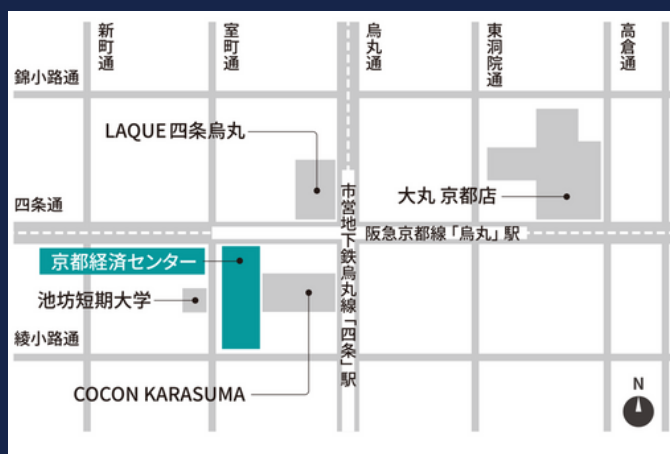 新町通
室町通
烏丸通
東洞院通
高倉通
錦小路通
LAQUE 四条烏丸
大丸 京都店
四条通
市営地下鉄烏丸線「四条」駅
阪急京都線「烏丸」駅
京都経済センター
池坊短期大学
綾小路通
COCON KARASUMA
N